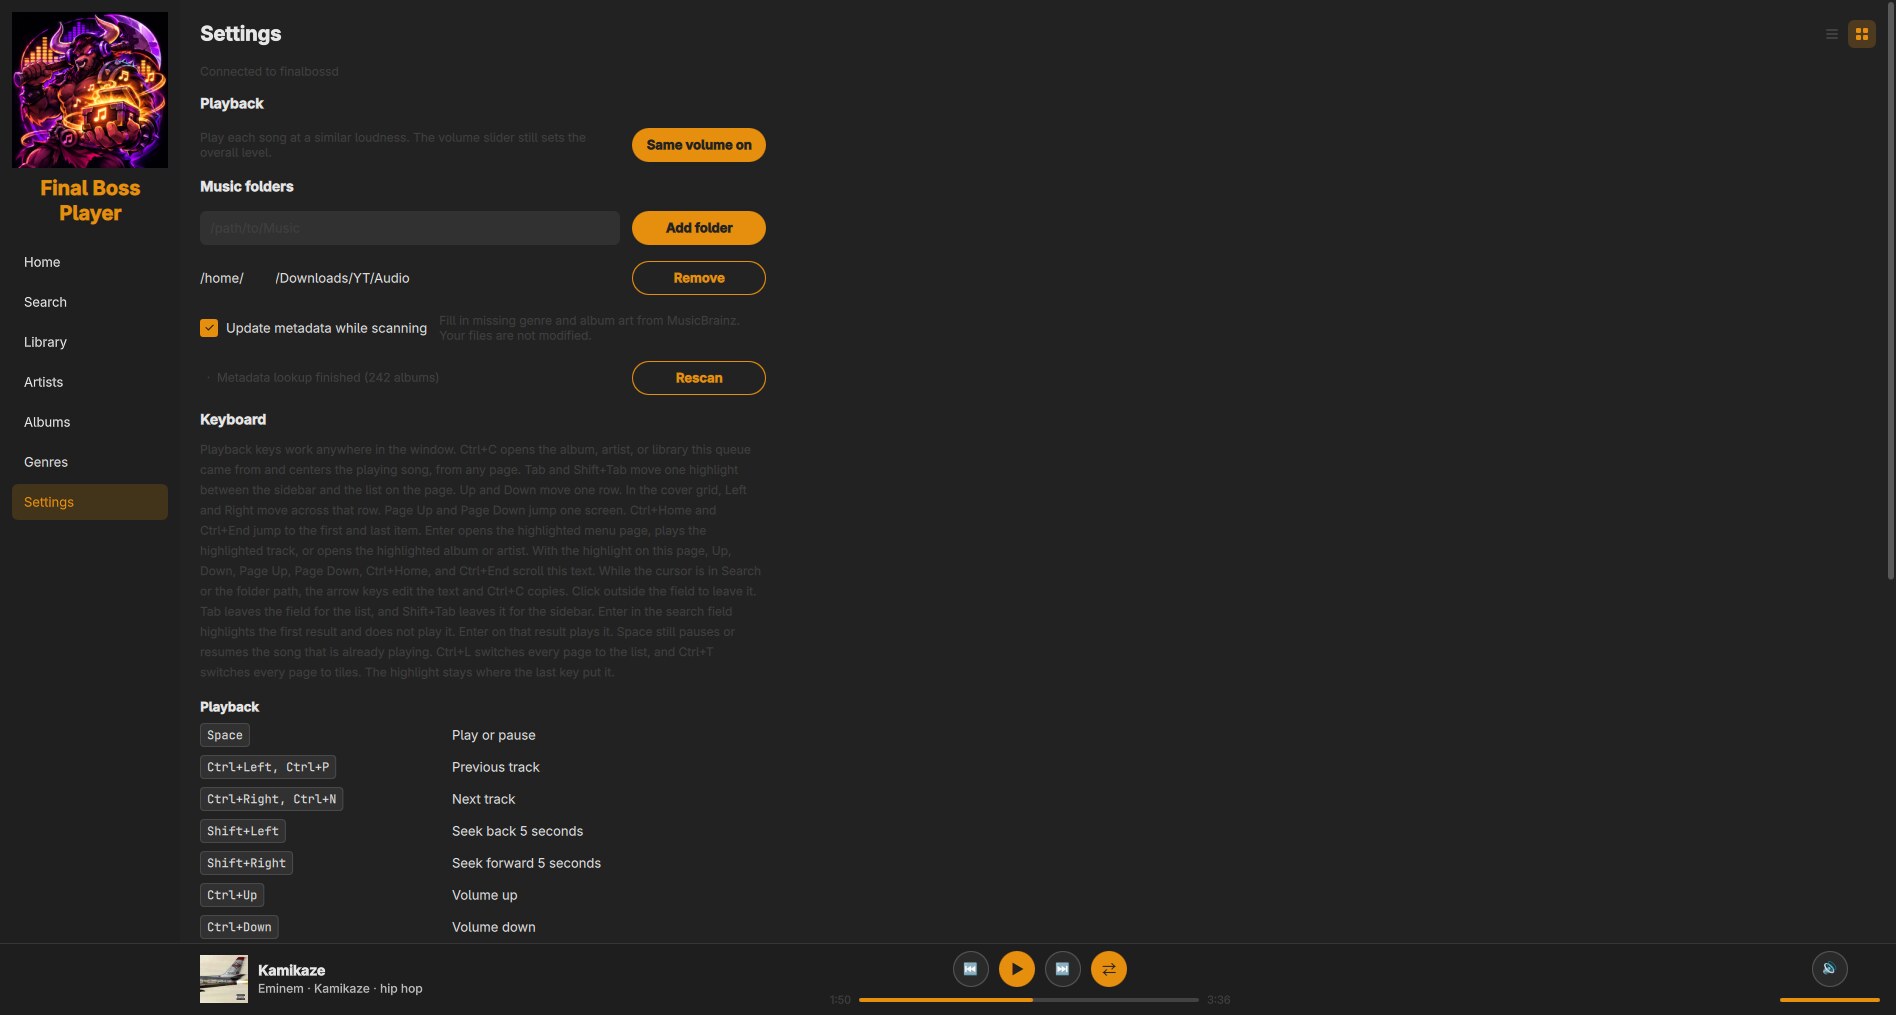 Final Boss
Player
Home
Search
Library
Artists
Albums
Genres
Settings
Settings
Connected to finalbossd
Playback
Play each song at a similar loudness. The volume slider still sets the
overall level.
Same volume on
Music folders
/path/to/Music
Add folder
/home/ /Downloads/YT/Audio
Remove
Update metadata while scanning
Fill in missing genre and album art from MusicBrainz.
Your files are not modified.
· Metadata lookup finished (242 albums)
Rescan
Keyboard
Playback keys work anywhere in the window. Ctrl+C opens the album, artist, or library this queue
came from and centers the playing song, from any page. Tab and Shift+Tab move one highlight
between the sidebar and the list on the page. Up and Down move one row. In the cover grid, Left
and Right move across that row. Page Up and Page Down jump one screen. Ctrl+Home and
Ctrl+End jump to the first and last item. Enter opens the highlighted menu page, plays the
highlighted track, or opens the highlighted album or artist. With the highlight on this page, Up,
Down, Page Up, Page Down, Ctrl+Home, and Ctrl+End scroll this text. While the cursor is in Search
or the folder path, the arrow keys edit the text and Ctrl+C copies. Click outside the field to leave it.
Tab leaves the field for the list, and Shift+Tab leaves it for the sidebar. Enter in the search field
highlights the first result and does not play it. Enter on that result plays it. Space still pauses or
resumes the song that is already playing. Ctrl+L switches every page to the list, and Ctrl+T
switches every page to tiles. The highlight stays where the last key put it.
Playback
Space Play or pause
Ctrl+Left, Ctrl+P Previous track
Ctrl+Right, Ctrl+N Next track
Shift+Left Seek back 5 seconds
Shift+Right Seek forward 5 seconds
Ctrl+Up Volume up
Ctrl+Down Volume down
Kamikaze
Eminem · Kamikaze · hip hop
1:50
3:36